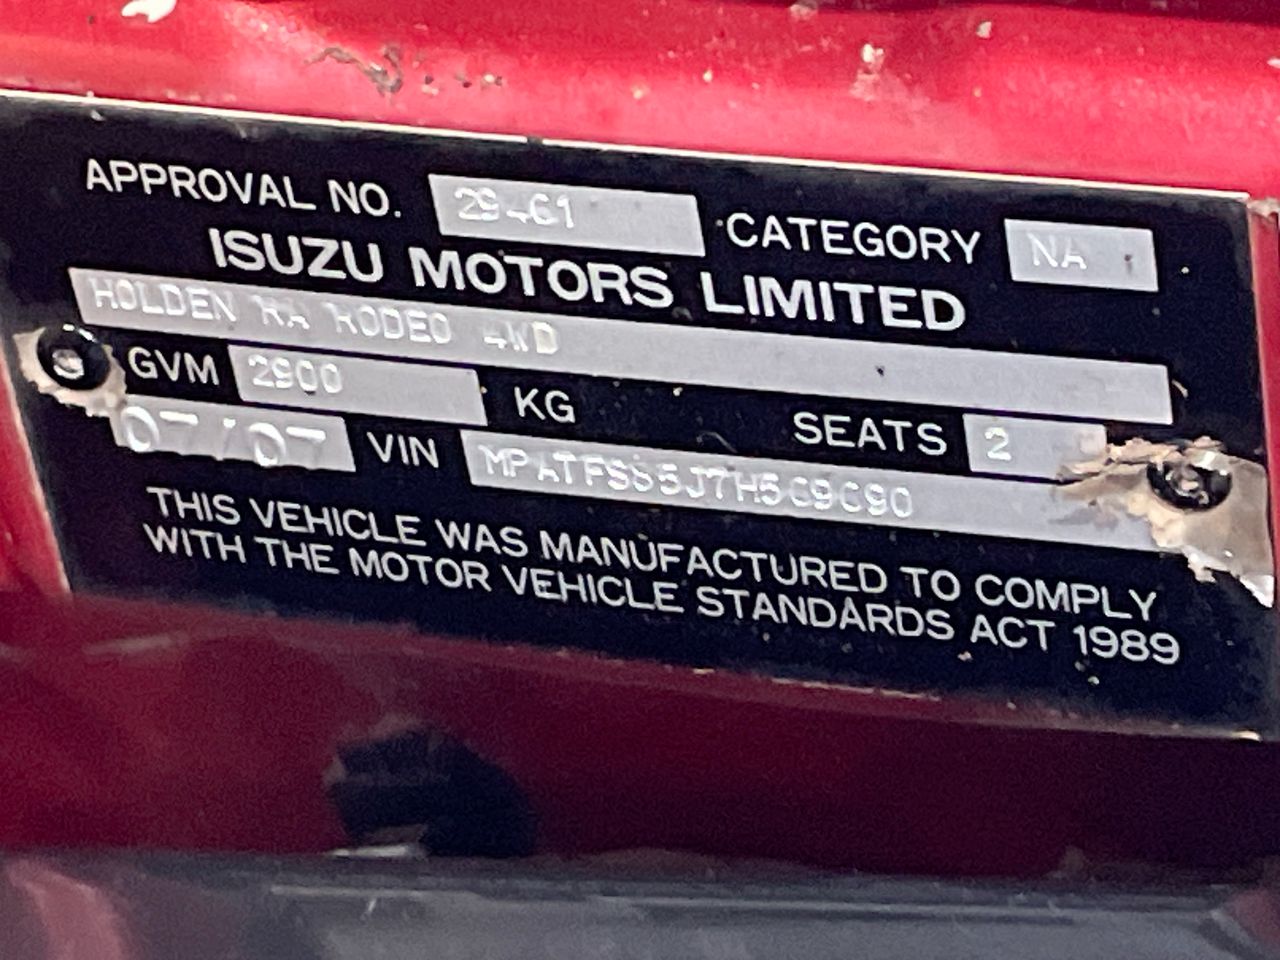 APPROVAL NO. CATEGORY NA
ISUZU MOTORS LIMITED
HOLDEN RA RODEO 4WD
GVM 2900 KG SEATS 2
07/07 VIN
THIS VEHICLE WAS MANUFACTURED TO COMPLY
WITH THE MOTOR VEHICLE STANDARDS ACT 1989